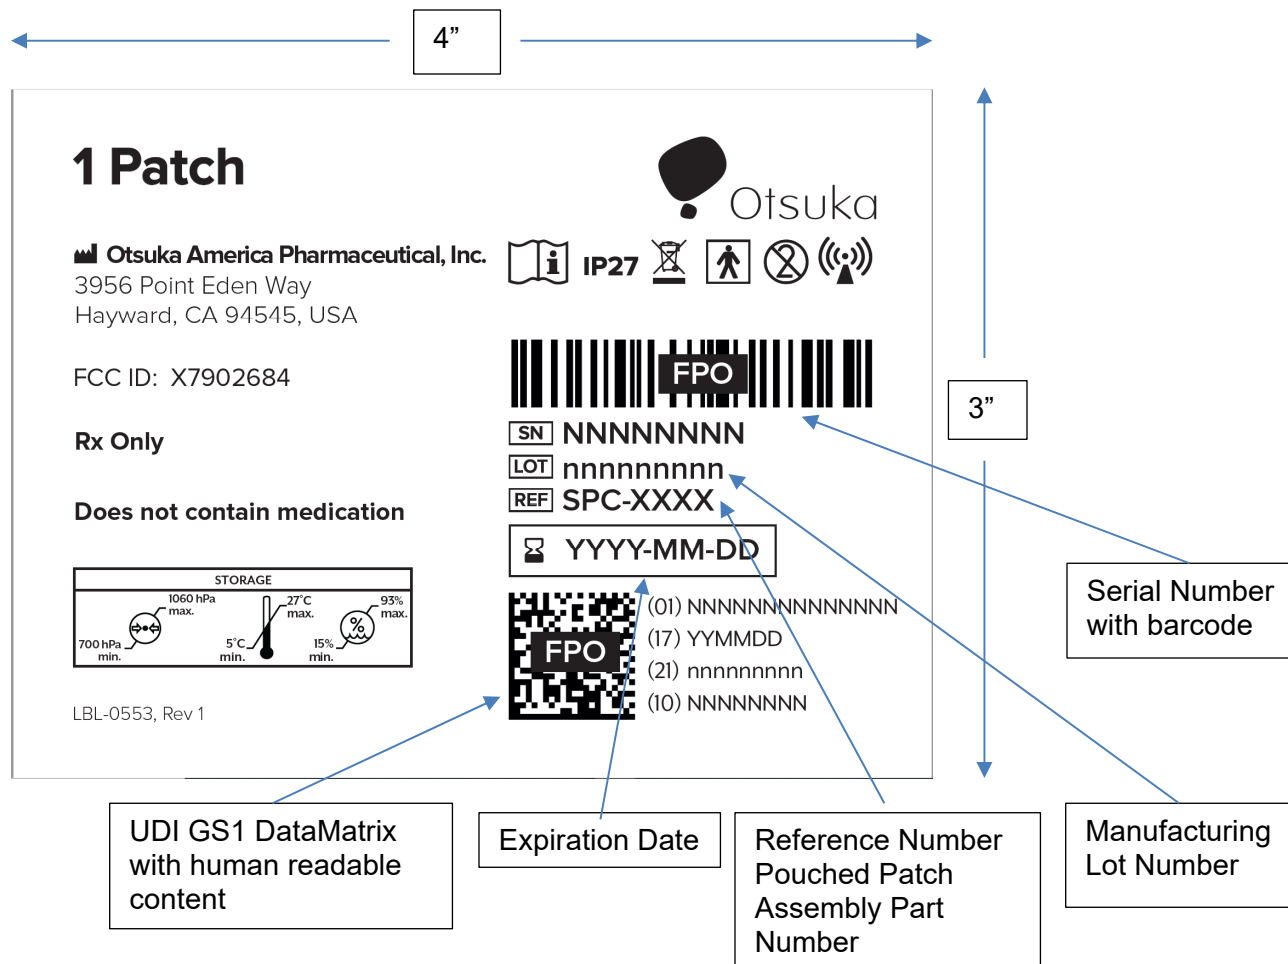 4”
1 Patch
Otsuka
Otsuka America Pharmaceutical, Inc.
3956 Point Eden Way
Hayward, CA 94545, USA
IP27
2
FCC ID: X7902684
FPO
3”
Rx Only
SN NNNNNNNN
LOT nnnnnnnnn
REF SPC-XXXX
Does not contain medication
YYYY-MM-DD
STORAGE
1060 hPa
max.
700 hPa
min.
27°C
max.
5°C
min.
%
93%
max.
15%
min.
FPO
(01) NNNNNNNNNNNNNN
(17) YYMMDD
(21) nnnnnnnnn
(10) NNNNNNNN
LBL-0553, Rev 1
Serial Number
with barcode
UDI GS1 DataMatrix
with human readable
content
Expiration Date
Reference Number
Pouched Patch
Assembly Part
Number
Manufacturing
Lot Number